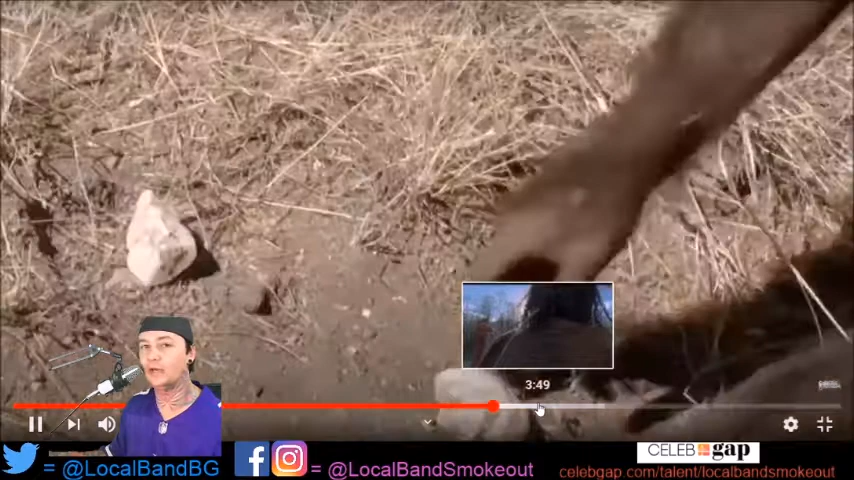 3:49
= @LocalBandBG
= @LocalBandSmokeout
CELEB gap
celebgap.com/talent/localbandsmokeout